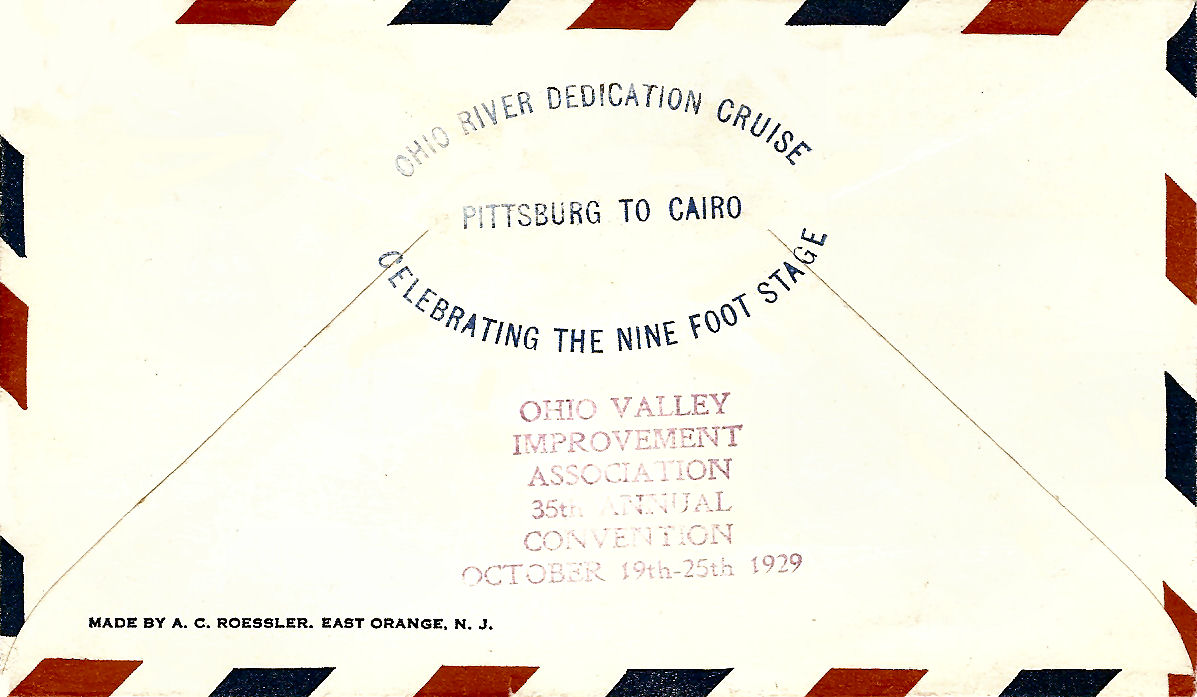 OHIO RIVER DEDICATION CRUISE
PITTSBURG TO CAIRO
CELEBRATING THE NINE FOOT STAGE
OHIO VALLEY
IMPROVEMENT
ASSOCIATION
35th ANNUAL
CONVENTION
OCTOBER 19th-25th 1929
MADE BY A. C. ROESSLER. EAST ORANGE, N. J.